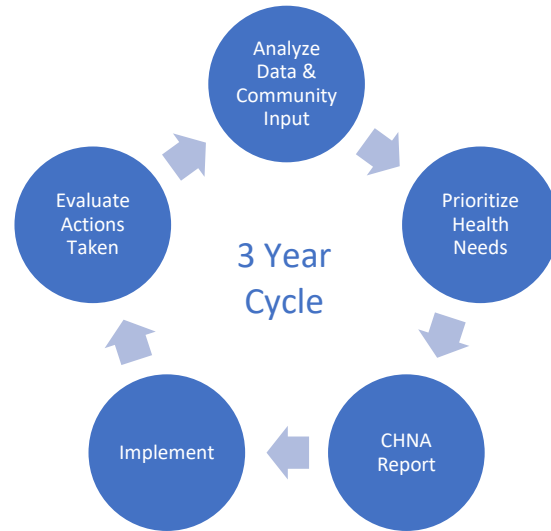 Analyze
Data &
Community
Input
Prioritize
Health
Needs
CHNA
Report
Implement
Evaluate
Actions
Taken
3 Year
Cycle